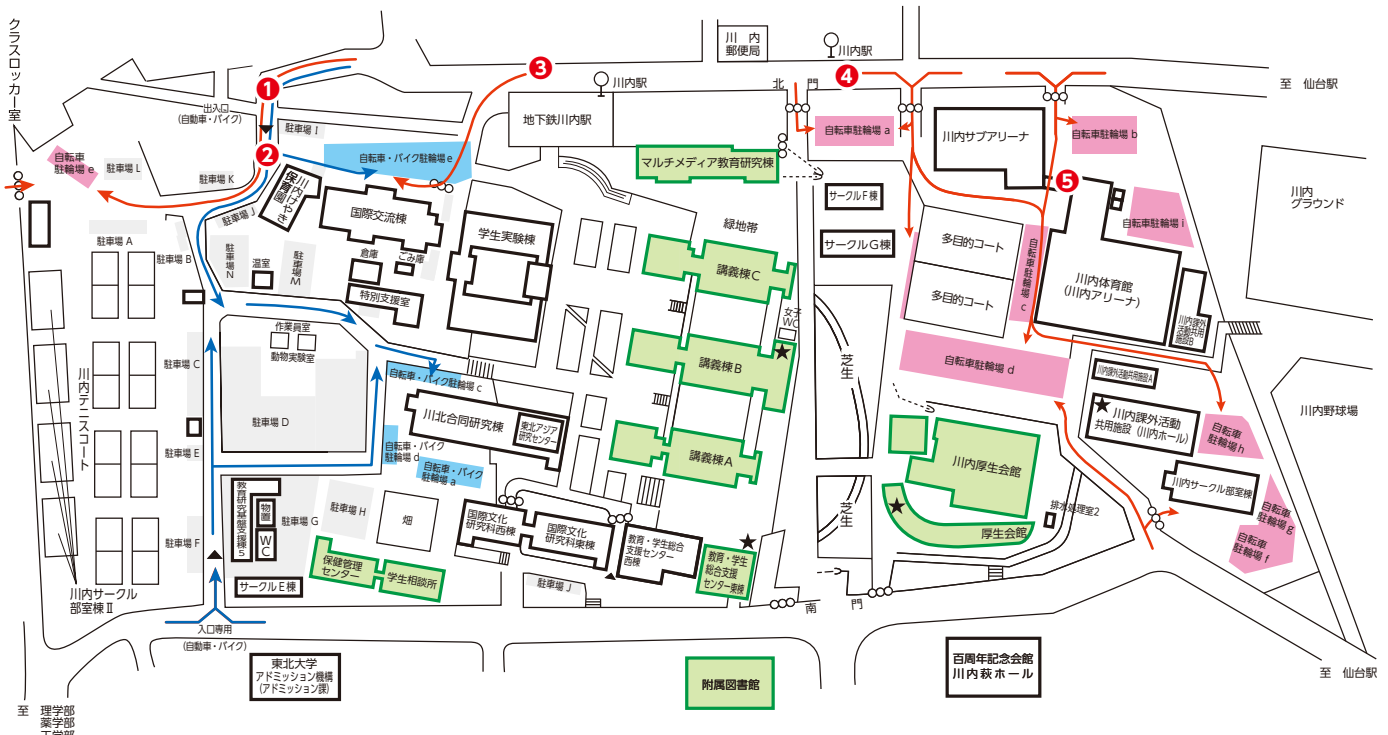 クラスロッカー室
川内
郵便局
川内駅
至 仙台駅
川内駅
北 門
地下鉄川内駅
出入口
(自動車・バイク)
駐車場 I
自転車・バイク駐輪場 e
自転車
駐輪場 e
駐車場 L
駐車場 K
川内けやき
保育園
駐車場 J
国際交流棟
学生実験棟
マルチメディア教育研究棟
自転車駐輪場 a
川内サブアリーナ
自転車駐輪場 b
川内
グラウンド
サークルF棟
サークルG棟
緑地帯
多目的コート
多目的コート
自転車駐輪場 c
自転車駐輪場 i
川内体育館
(川内アリーナ)
川内課外
活動共用
施設B
駐車場 A
駐車場 B
駐車場 N
温室
駐車場 M
倉庫
ごみ庫
特別支援室
講義棟C
女子
WC
作業員室
動物実験室
駐車場 C
川内テニスコート
駐車場 D
自転車・バイク駐輪場 c
講義棟B
芝生
自転車駐輪場 d
川内課外活動共用施設A
川内課外活動
共用施設(川内ホール)
川内野球場
駐車場 E
川北合同研究棟
東北アジア
研究センター
自転車・バイク
駐輪場 d
自転車・バイク
駐輪場 a
講義棟A
川内厚生会館
自転車
駐輪場 h
川内サークル部室棟
教育研究基盤支援棟5
物置
WC
駐車場 G
駐車場 H
畑
国際文化
研究科西棟
国際文化
研究科東棟
教育・学生総合
支援センター
西棟
教育・学生
総合支援
センター東棟
芝生
厚生会館
排水処理室2
自転車
駐輪場 g
自転車
駐輪場 f
駐車場 F
保健管理
センター
学生相談所
サークルE棟
駐車場 J
川内サークル
部室棟Ⅱ
南 門
入口専用
(自動車・バイク)
東北大学
アドミッション機構
(アドミッション課)
附属図書館
百周年記念会館
川内萩ホール
至 仙台駅
至 理学部
薬学部
工学部
1
2
3
4
5